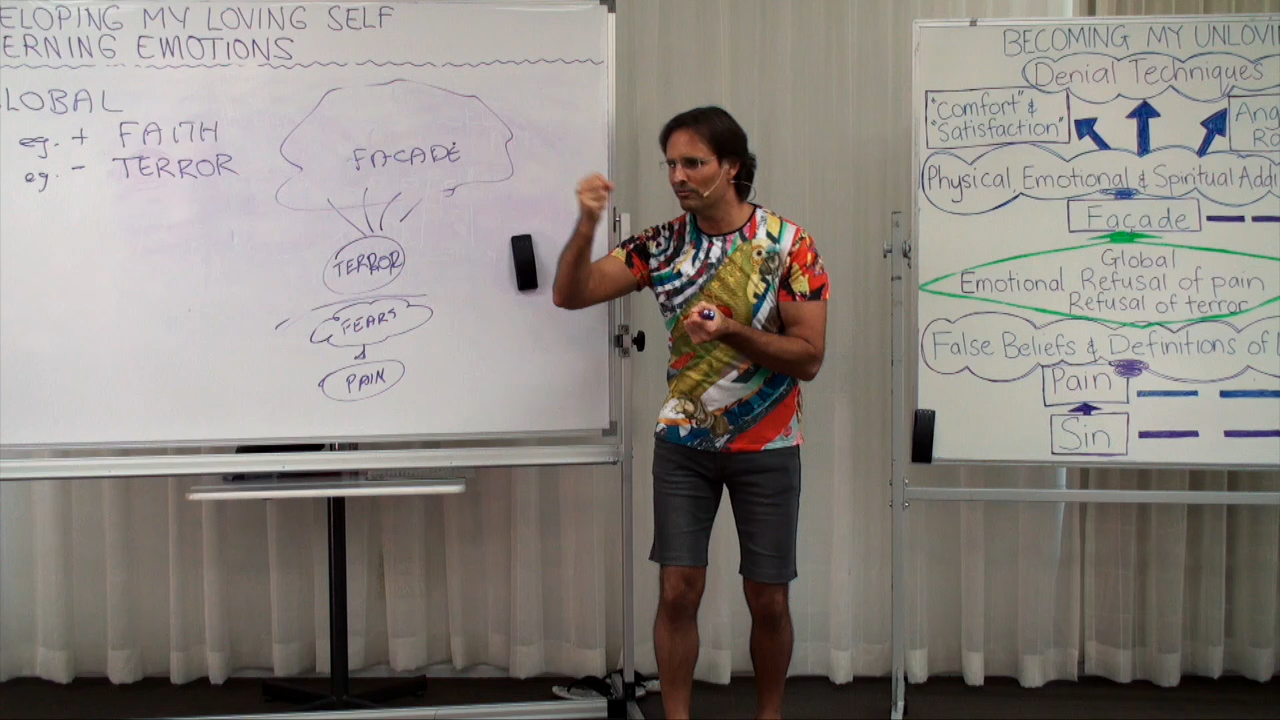 ELOPING MY LOVING SELF
ERNING EMOTIONS
LOBAL
eg. + FAITH
eg. - TERROR
FACADE
TERROR
FEARS
PAIN
BECOMING MY UNLOVI
Denial Techniques
"Comfort" &
"Satisfaction"
Ang
Ra
Physical Emotional & Spiritual Addi
Façade
Global
Emotional Refusal of pain
Refusal of terror
False Beliefs & Definitions of L
Pain
Sin